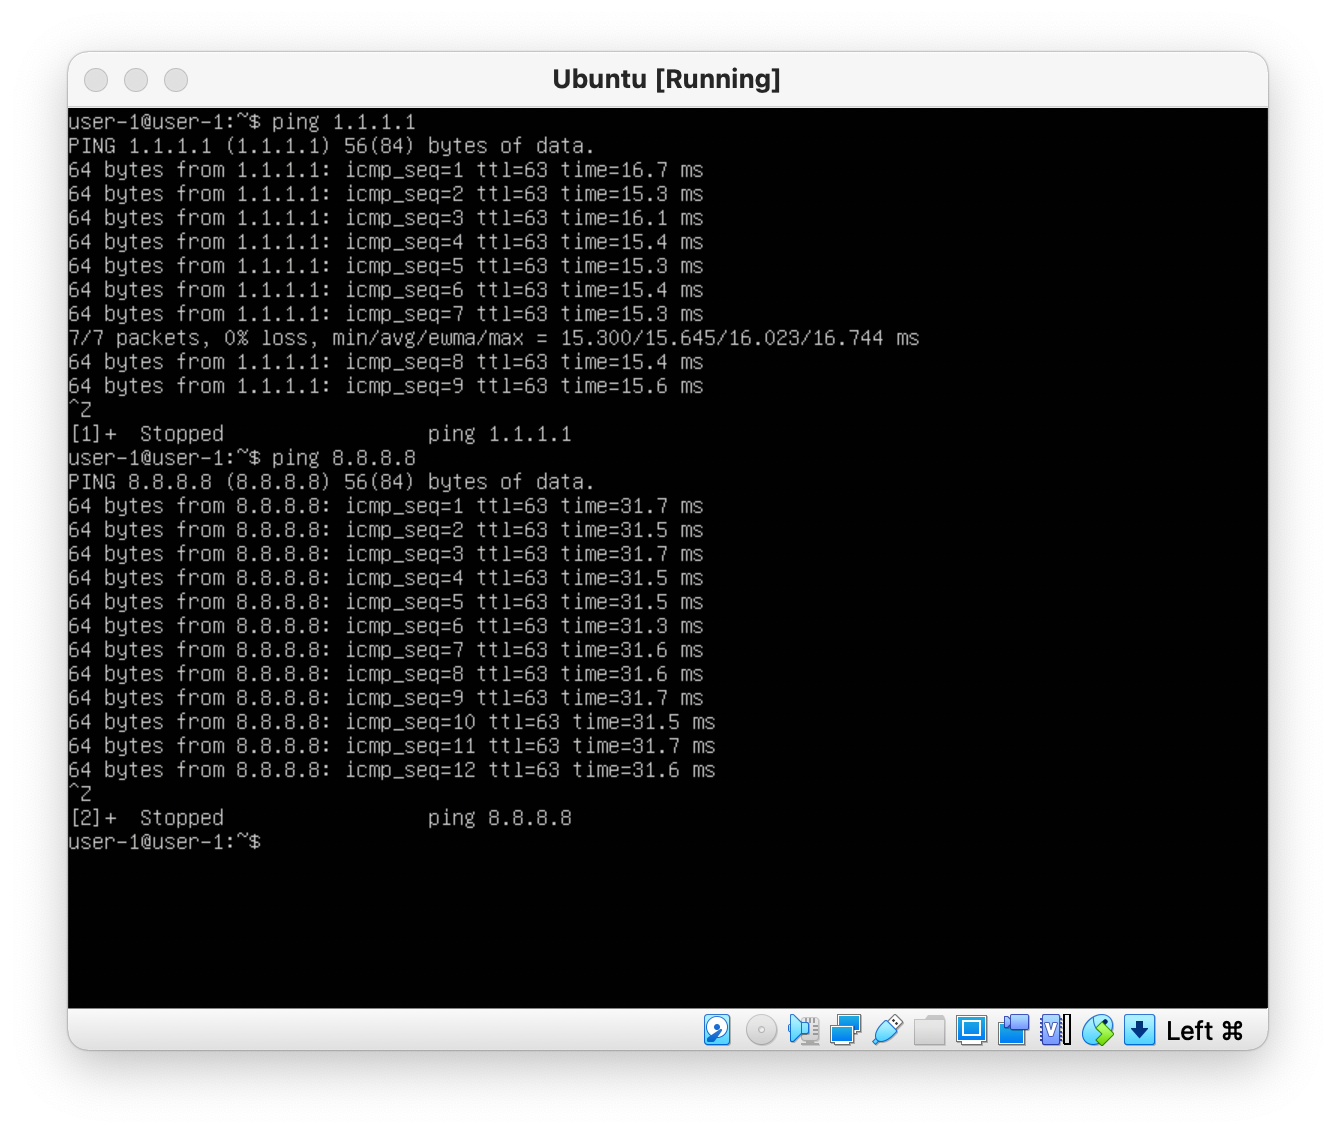 Ubuntu [Running]
user-1@user-1:~$ ping 1.1.1.1
PING 1.1.1.1 (1.1.1.1) 56(84) bytes of data.
64 bytes from 1.1.1.1: icmp_seq=1 ttl=63 time=16.7 ms
64 bytes from 1.1.1.1: icmp_seq=2 ttl=63 time=15.3 ms
64 bytes from 1.1.1.1: icmp_seq=3 ttl=63 time=16.1 ms
64 bytes from 1.1.1.1: icmp_seq=4 ttl=63 time=15.4 ms
64 bytes from 1.1.1.1: icmp_seq=5 ttl=63 time=15.3 ms
64 bytes from 1.1.1.1: icmp_seq=6 ttl=63 time=15.4 ms
64 bytes from 1.1.1.1: icmp_seq=7 ttl=63 time=15.3 ms
7/7 packets, 0% loss, min/avg/ewma/max = 15.300/15.645/16.023/16.744 ms
64 bytes from 1.1.1.1: icmp_seq=8 ttl=63 time=15.4 ms
64 bytes from 1.1.1.1: icmp_seq=9 ttl=63 time=15.6 ms
^Z
[1]+  Stopped                 ping 1.1.1.1
user-1@user-1:~$ ping 8.8.8.8
PING 8.8.8.8 (8.8.8.8) 56(84) bytes of data.
64 bytes from 8.8.8.8: icmp_seq=1 ttl=63 time=31.7 ms
64 bytes from 8.8.8.8: icmp_seq=2 ttl=63 time=31.5 ms
64 bytes from 8.8.8.8: icmp_seq=3 ttl=63 time=31.7 ms
64 bytes from 8.8.8.8: icmp_seq=4 ttl=63 time=31.5 ms
64 bytes from 8.8.8.8: icmp_seq=5 ttl=63 time=31.5 ms
64 bytes from 8.8.8.8: icmp_seq=6 ttl=63 time=31.3 ms
64 bytes from 8.8.8.8: icmp_seq=7 ttl=63 time=31.6 ms
64 bytes from 8.8.8.8: icmp_seq=8 ttl=63 time=31.6 ms
64 bytes from 8.8.8.8: icmp_seq=9 ttl=63 time=31.7 ms
64 bytes from 8.8.8.8: icmp_seq=10 ttl=63 time=31.5 ms
64 bytes from 8.8.8.8: icmp_seq=11 ttl=63 time=31.7 ms
64 bytes from 8.8.8.8: icmp_seq=12 ttl=63 time=31.6 ms
^Z
[2]+  Stopped                 ping 8.8.8.8
user-1@user-1:~$
Left ⌘